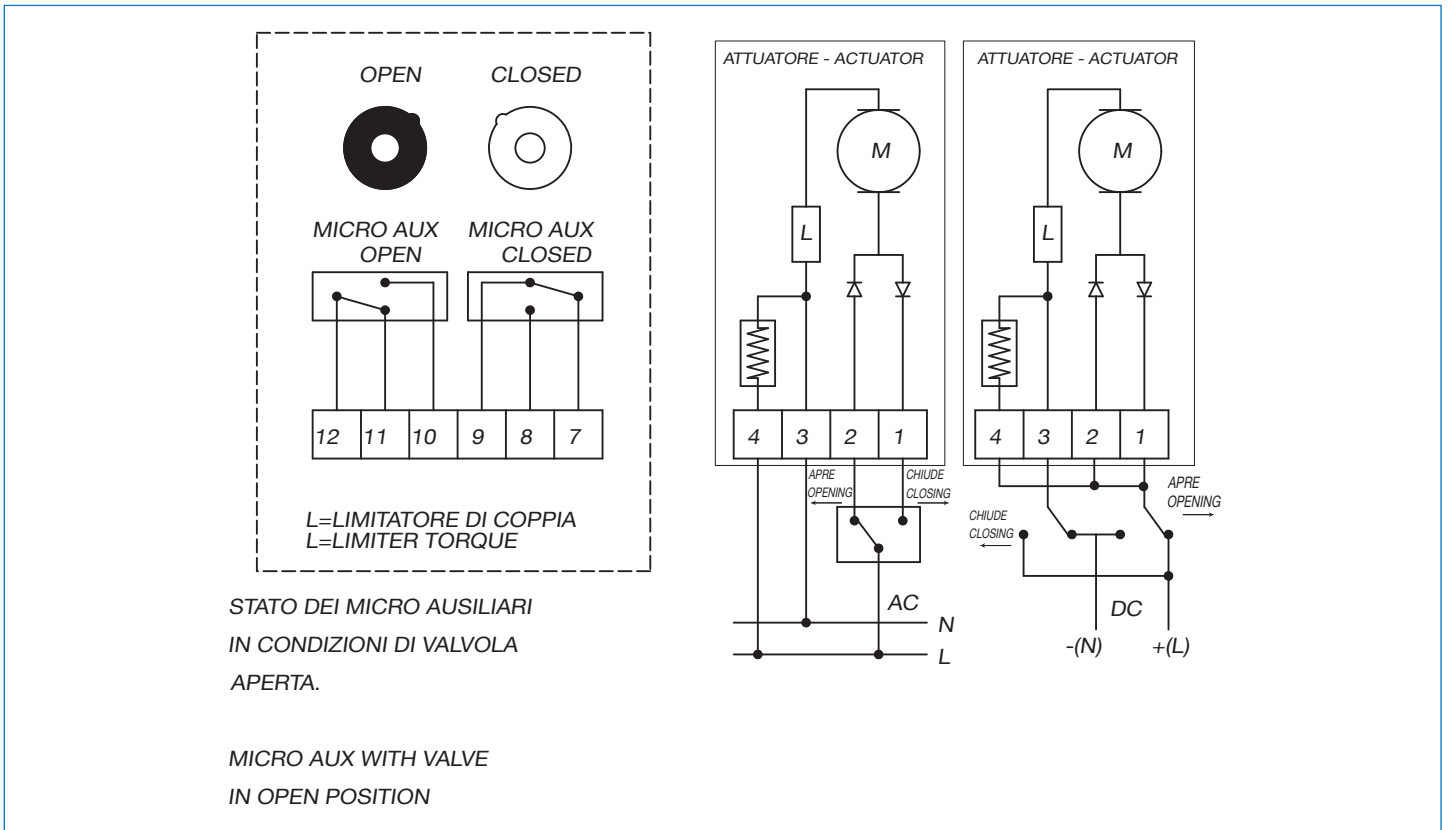 OPEN CLOSED
MICRO AUX
OPEN
MICRO AUX
CLOSED
12 11 10 9 8 7
L=LIMITATORE DI COPPIA
L=LIMITER TORQUE
STATO DEI MICRO AUSILIARI
IN CONDIZIONI DI VALVOLA
APERTA.
MICRO AUX WITH VALVE
IN OPEN POSITION
ATTUATORE - ACTUATOR
M
L
4 3 2 1
APRE
OPENING
CHIUDE
CLOSING
AC
N
L
ATTUATORE - ACTUATOR
M
L
4 3 2 1
APRE
OPENING
CHIUDE
CLOSING
DC
-(N) +(L)